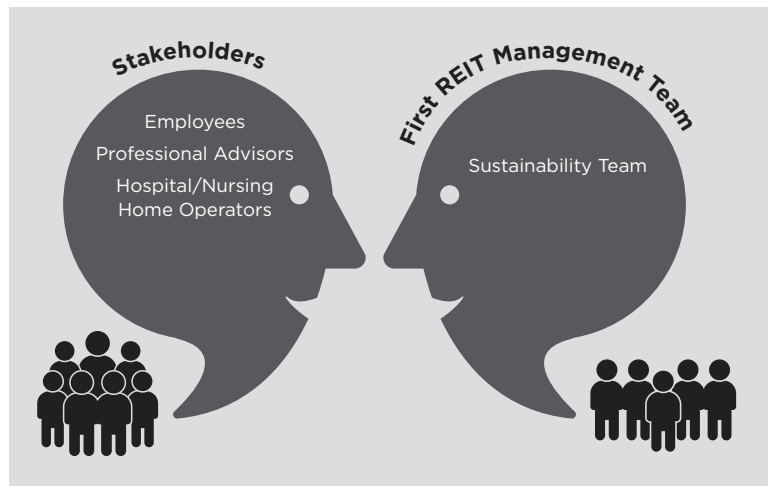 Stakeholders
Employees
Professional Advisors
Hospital/Nursing
Home Operators
First REIT Management Team
Sustainability Team